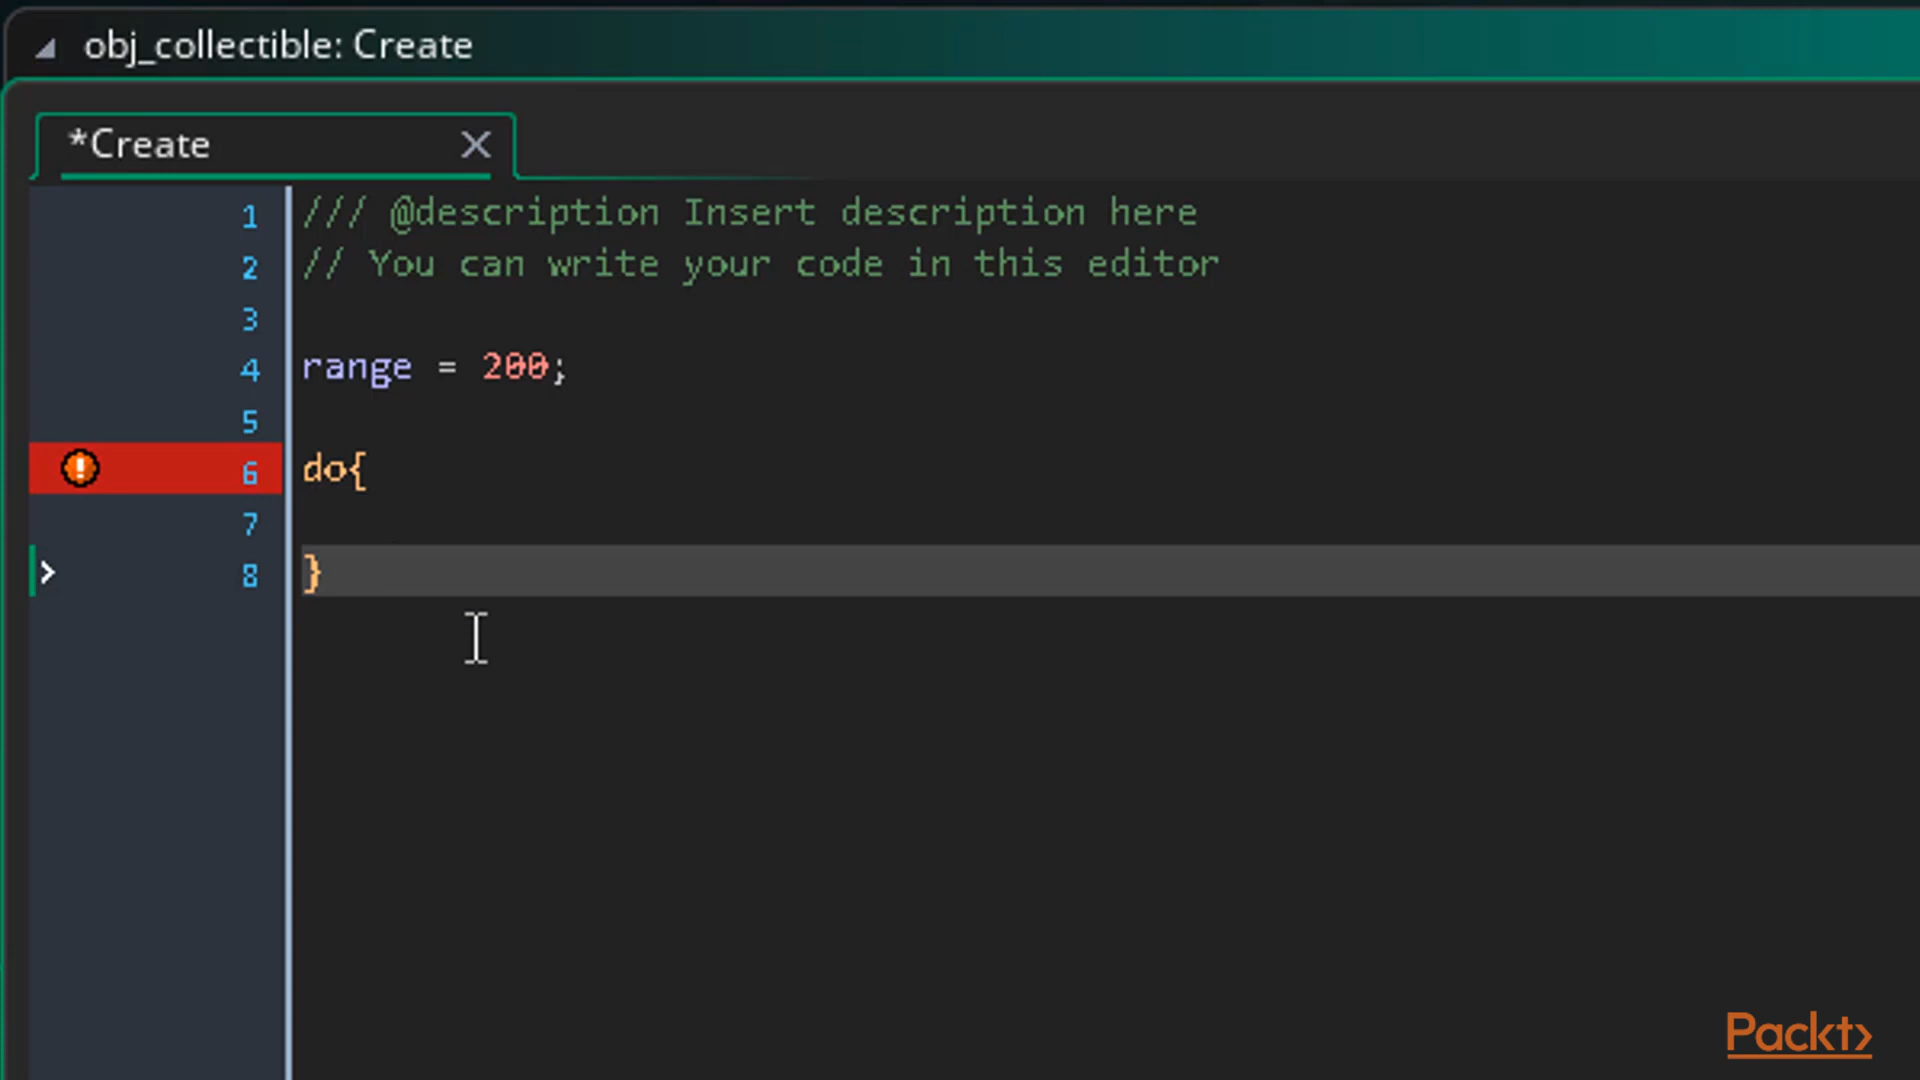 obj_collectible: Create
*Create
1 /// @description Insert description here
2 // You can write your code in this editor
3
4 range = 200;
5
6 do{
7
8 }
Packt>